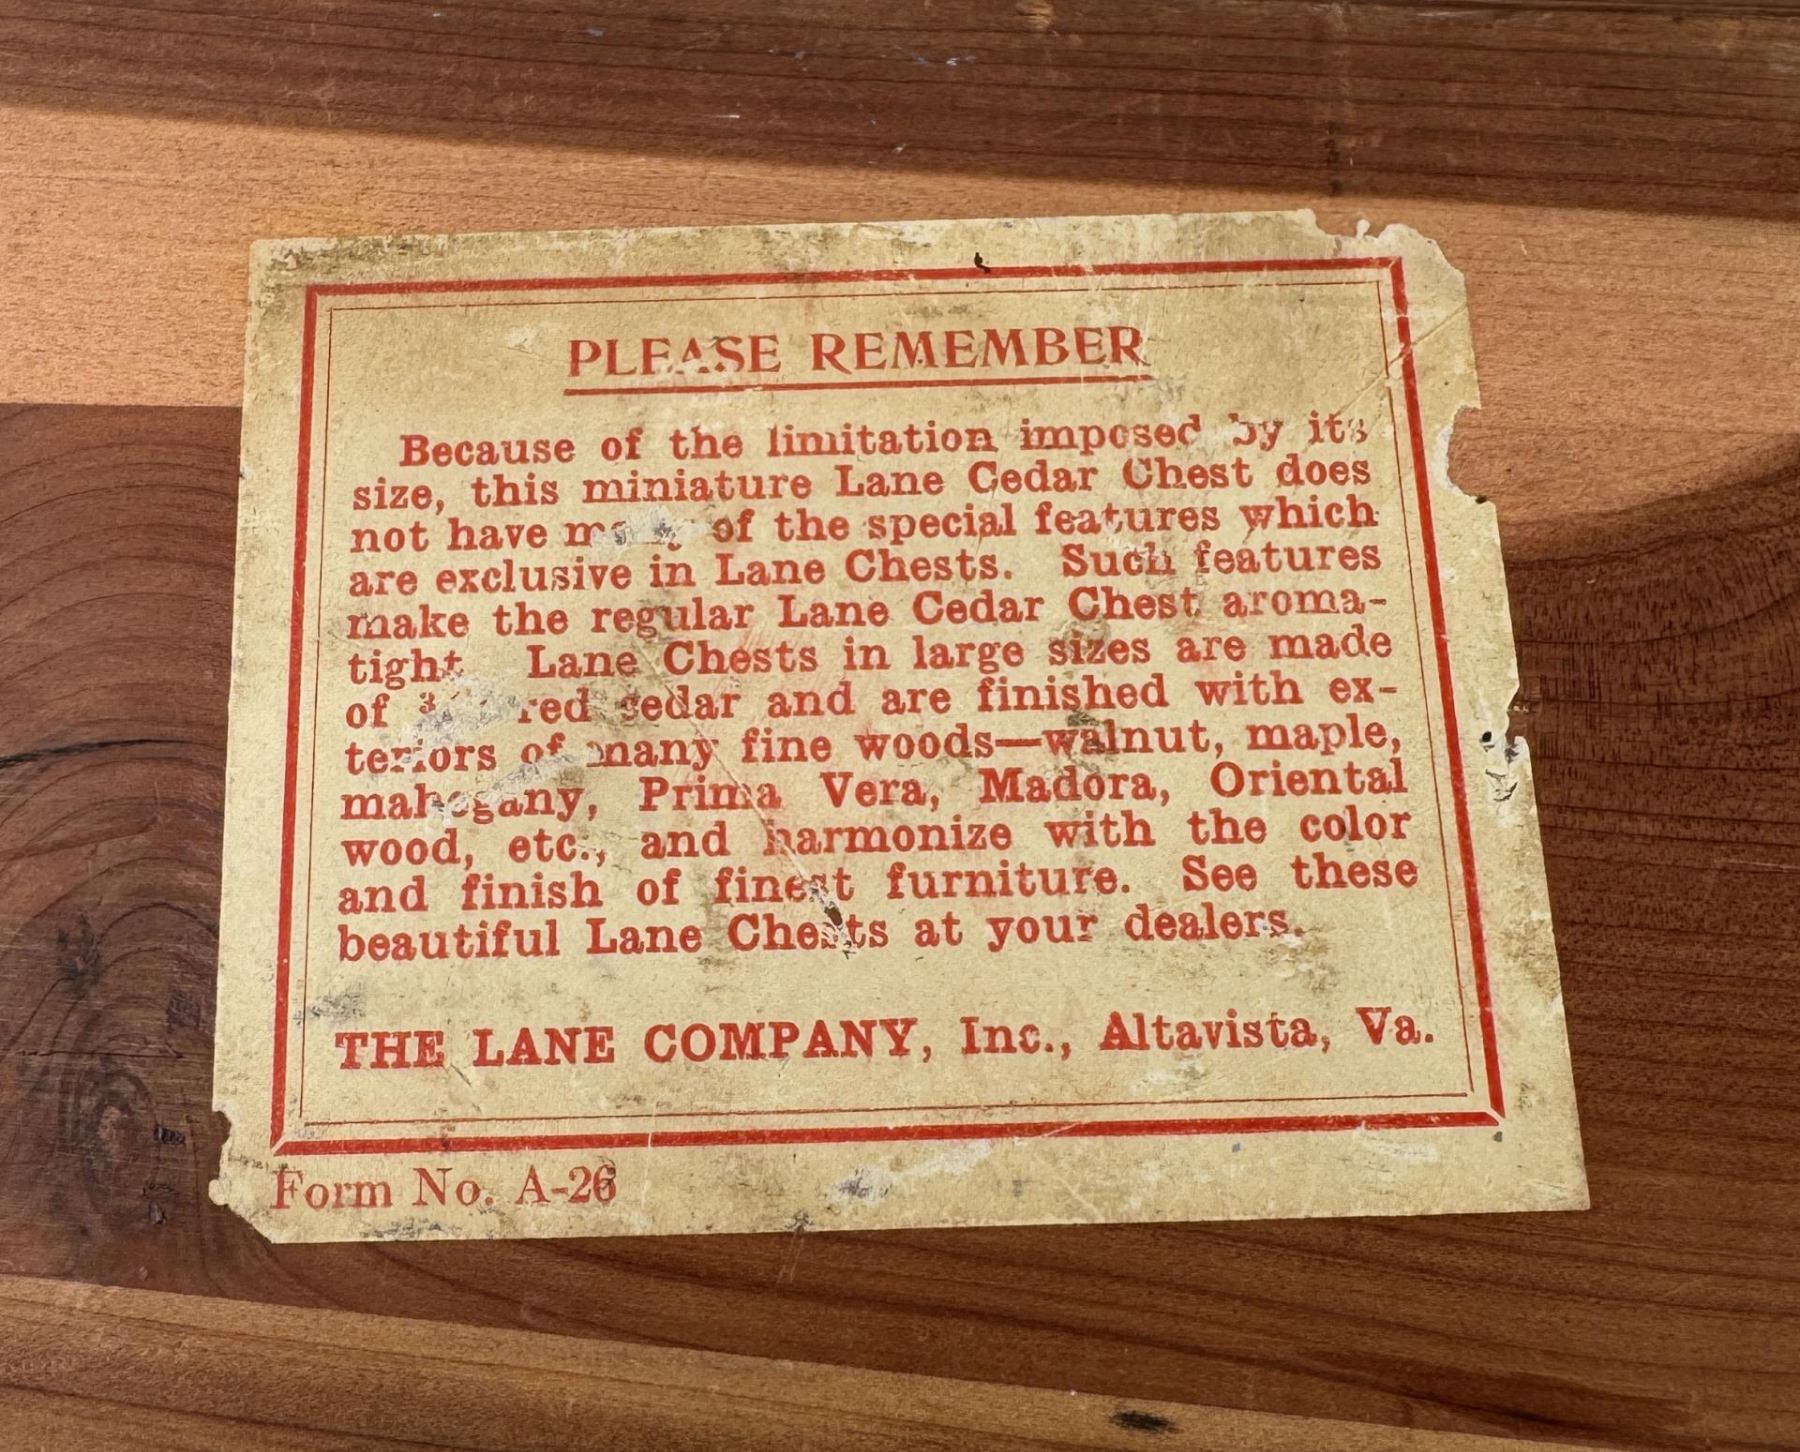 PLEASE REMEMBER
Because of the limitation imposed by its
size, this miniature Lane Cedar Chest does
not have many of the special features which
are exclusive in Lane Chests. Such features
make the regular Lane Cedar Chest aroma-
tight Lane Chests in large sizes are made
of red cedar and are finished with ex-
teriors of many fine woods—walnut, maple,
mahogany, Prima Vera, Madora, Oriental
wood, etc., and harmonize with the color
and finish of finest furniture. See these
beautiful Lane Chests at your dealers.
THE LANE COMPANY, Inc., Altavista, Va.
Form No. A-26